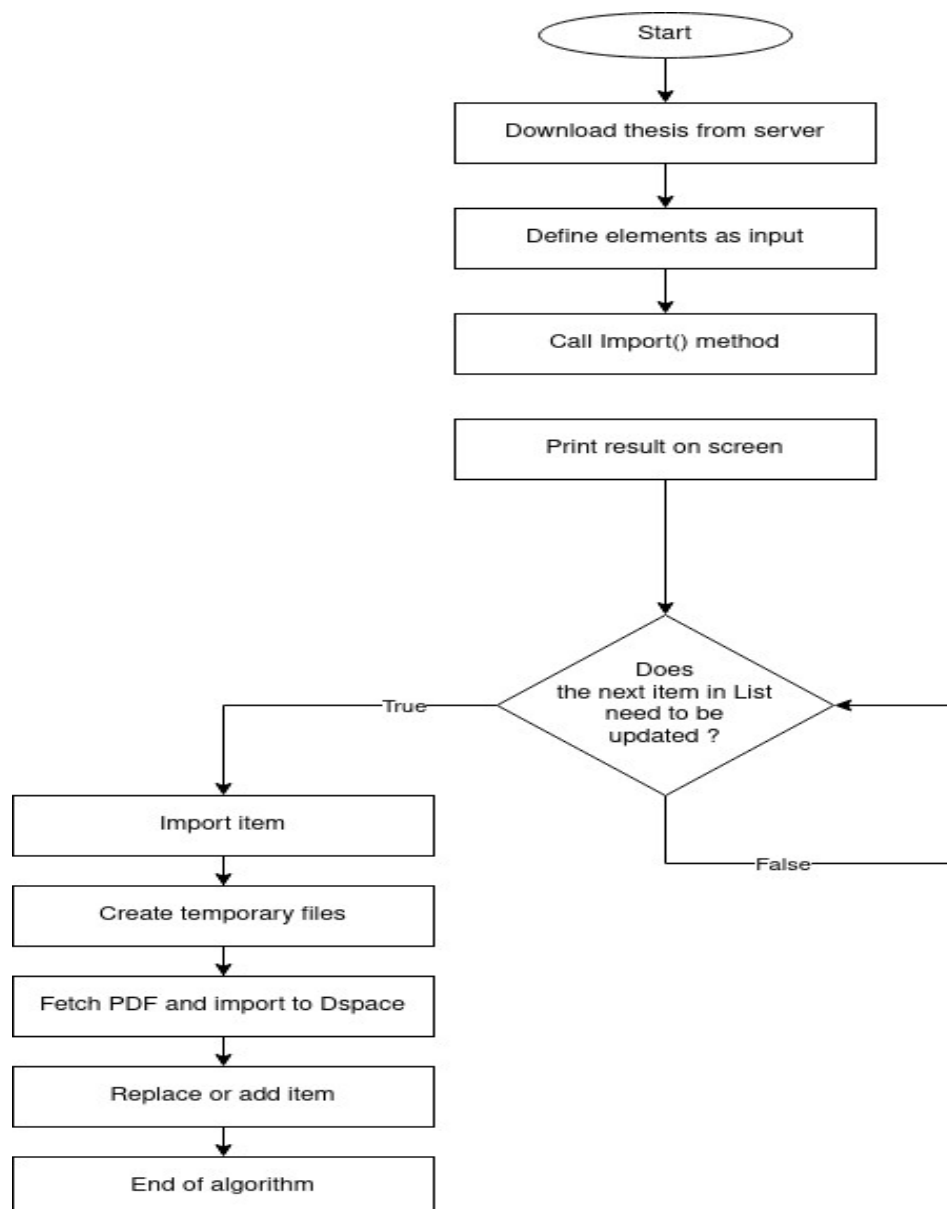 Start
Download thesis from server
Define elements as input
Call Import() method
Print result on screen
Does
the next item in List
need to be
updated ?
True
False
Import item
Create temporary files
Fetch PDF and import to Dspace
Replace or add item
End of algorithm